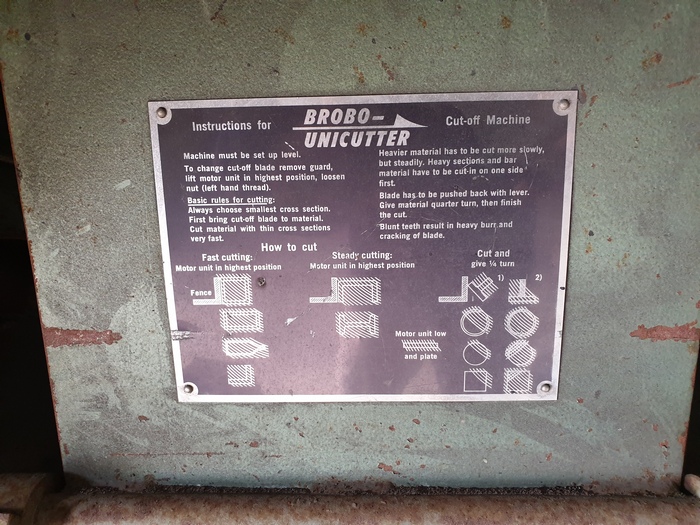 Instructions for BROBO– UNICUTTER Cut-off Machine
Machine must be set up level.
To change cut-off blade remove guard,
lift motor unit in highest position, loosen
nut (left hand thread).
Basic rules for cutting:
Always choose smallest cross section.
First bring cut-off blade to material.
Cut material with thin cross sections
very fast.
Heavier material has to be cut more slowly,
but steadily. Heavy sections and bar
material have to be cut-in on one side
first.
Blade has to be pushed back with lever.
Give material quarter turn, then finish
the cut.
Blunt teeth result in heavy burr and
cracking of blade.
How to cut
Fast cutting:
Motor unit in highest position
Fence
Steady cutting:
Motor unit in highest position
Motor unit low
and plate
Cut and
give ¼ turn
1) 2)